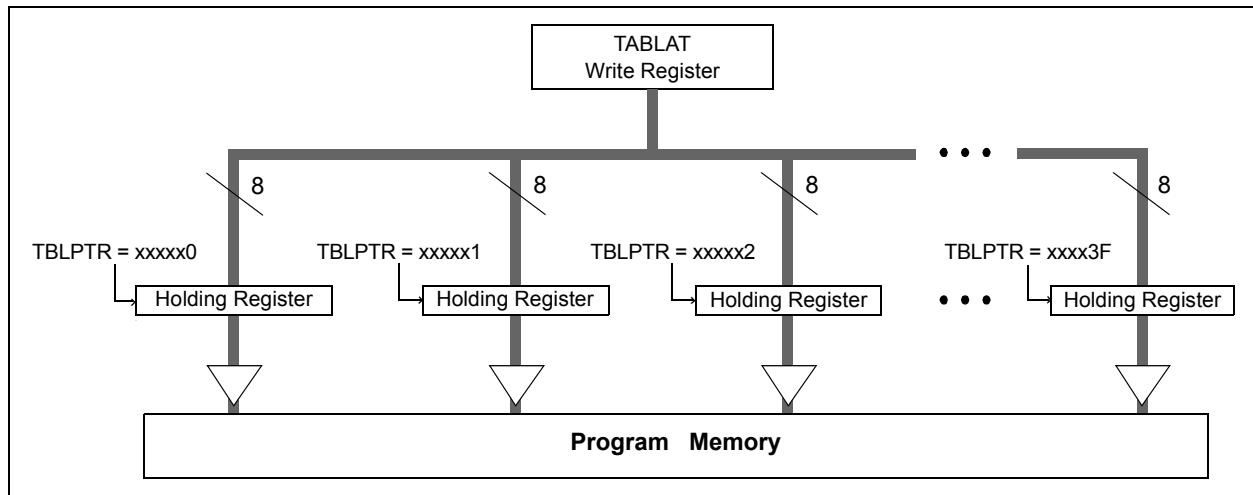 TABLAT
Write Register
• • •
8
8
8
8
TBLPTR = xxxxx0
TBLPTR = xxxxx1
TBLPTR = xxxxx2
TBLPTR = xxxx3F
Holding Register
Holding Register
Holding Register
• • •
Holding Register
Program Memory